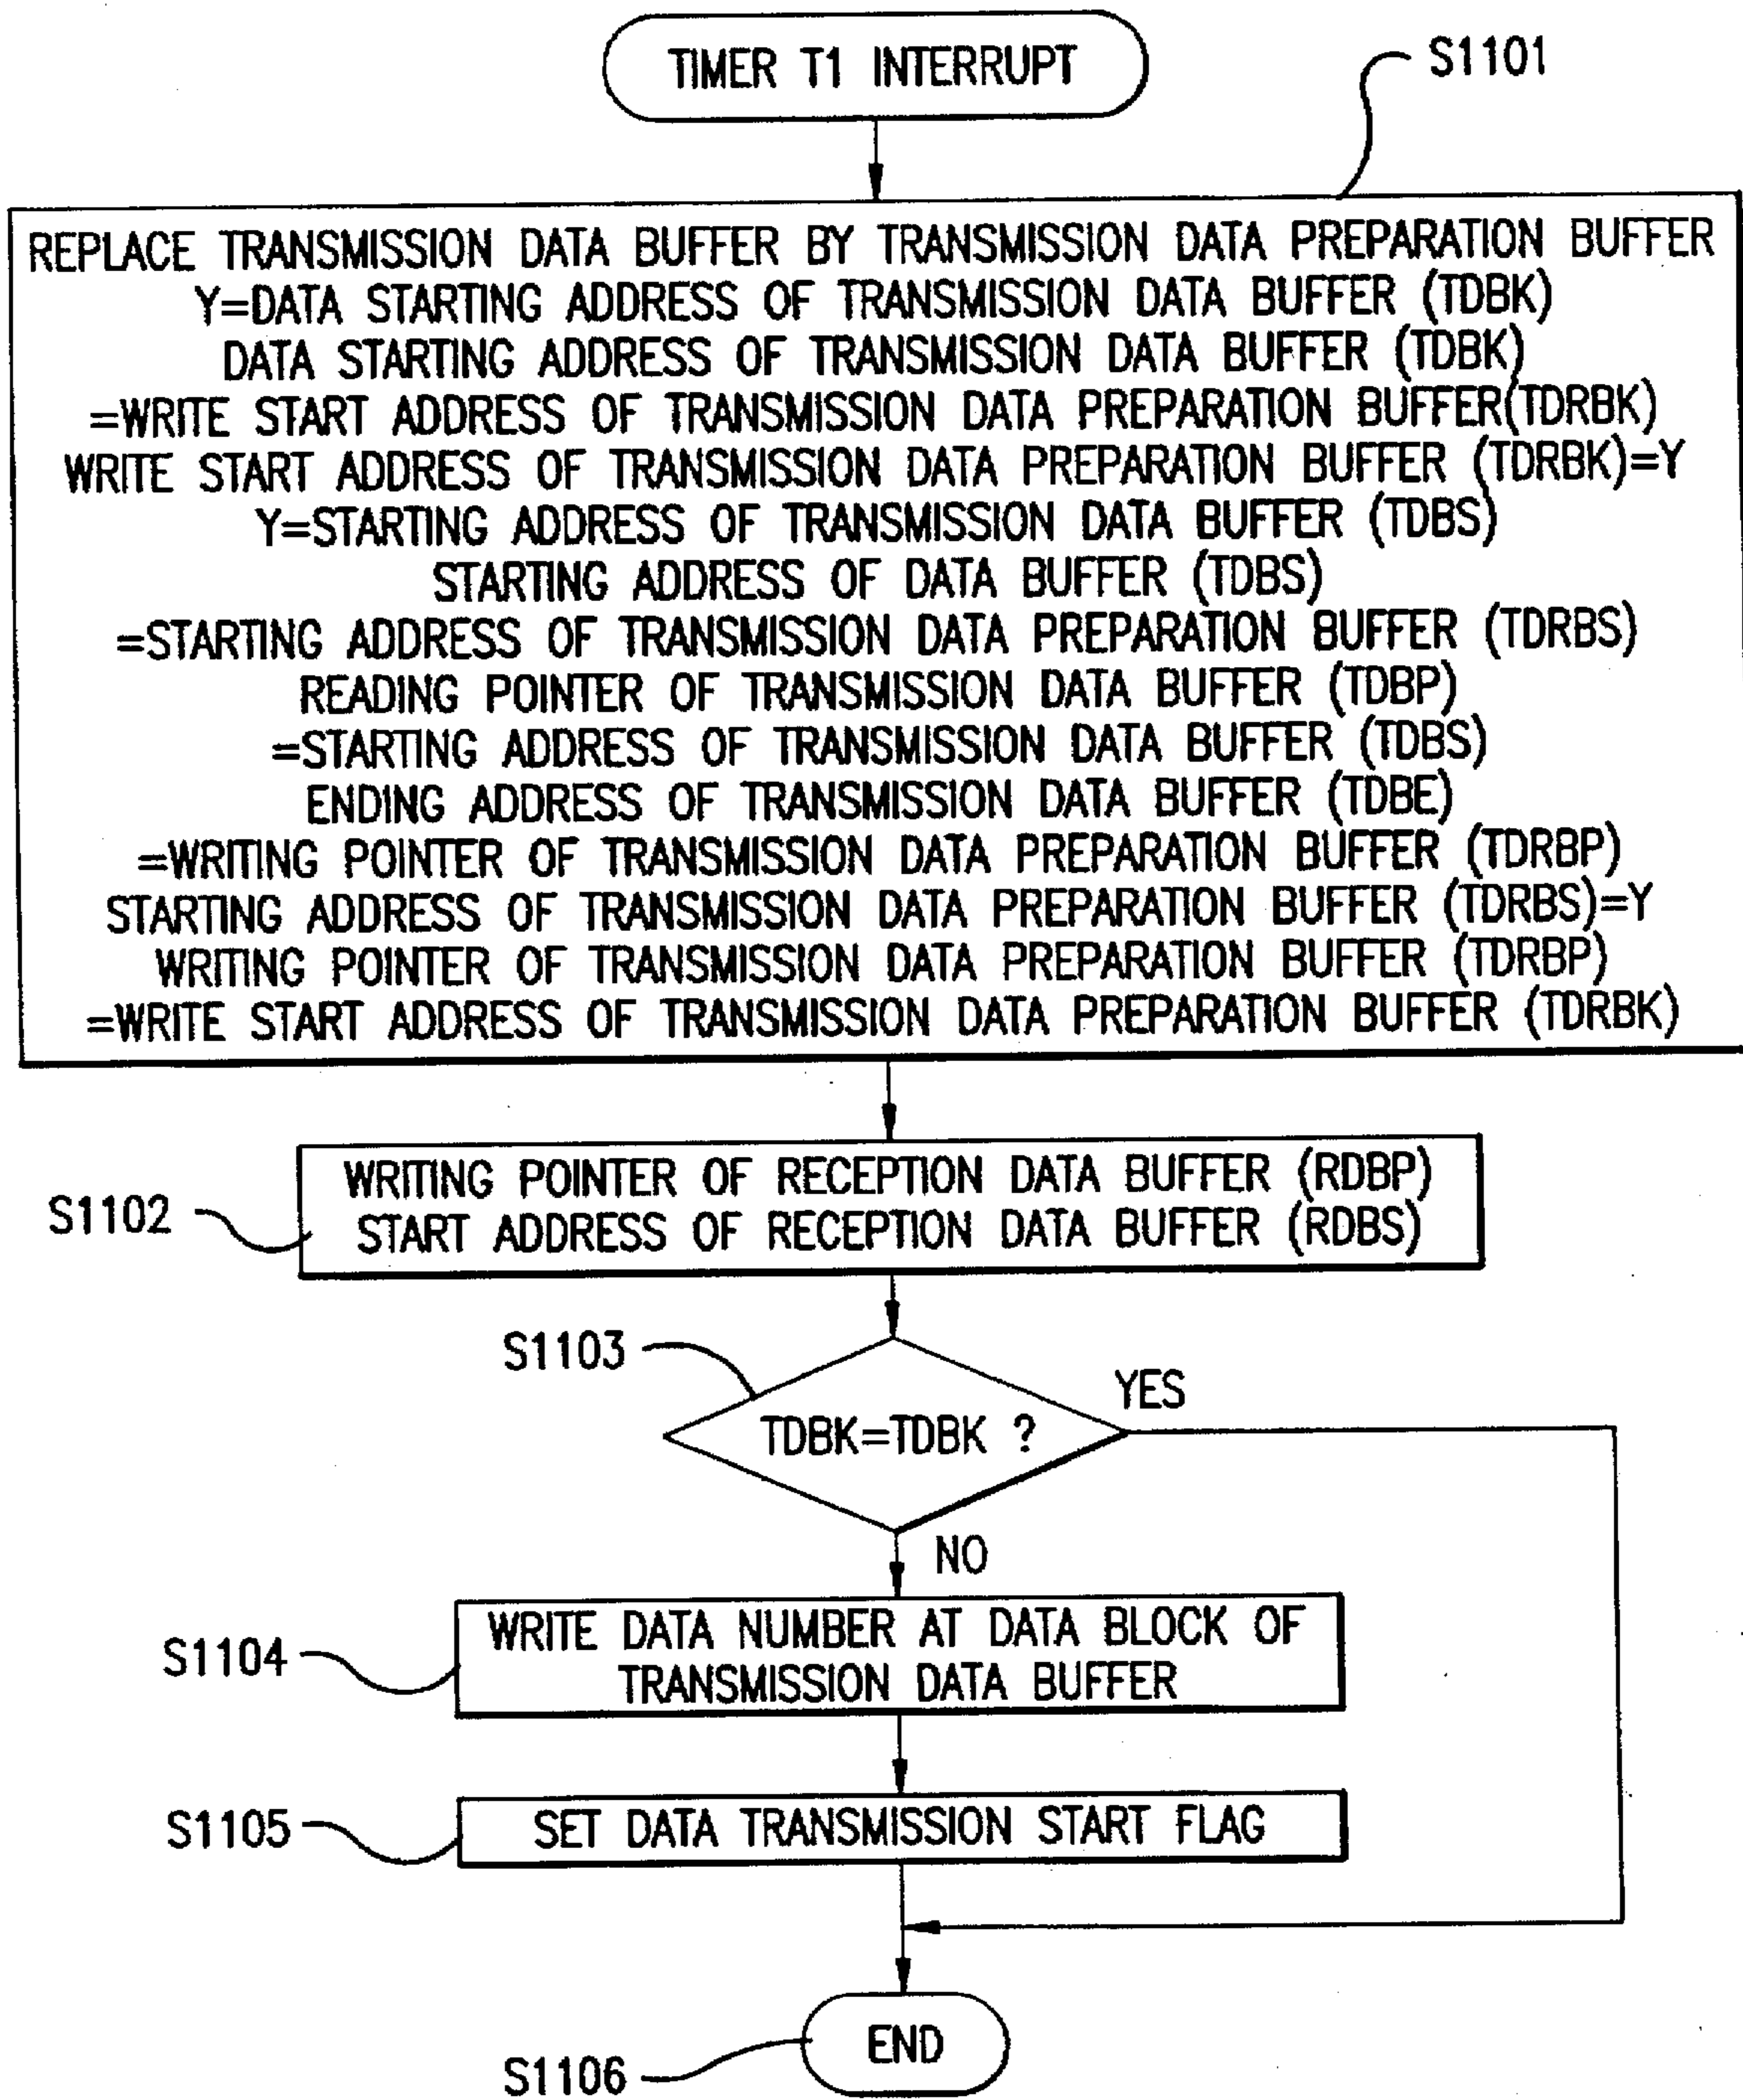 TIMER T1 INTERRUPT
S1101
REPLACE TRANSMISSION DATA BUFFER BY TRANSMISSION DATA PREPARATION BUFFER
Y=DATA STARTING ADDRESS OF TRANSMISSION DATA BUFFER (TDBK)
DATA STARTING ADDRESS OF TRANSMISSION DATA BUFFER (TDBK)
=WRITE START ADDRESS OF TRANSMISSION DATA PREPARATION BUFFER(TDRBK)
WRITE START ADDRESS OF TRANSMISSION DATA PREPARATION BUFFER (TDRBK)=Y
Y=STARTING ADDRESS OF TRANSMISSION DATA BUFFER (TDBS)
STARTING ADDRESS OF DATA BUFFER (TDBS)
=STARTING ADDRESS OF TRANSMISSION DATA PREPARATION BUFFER (TDRBS)
READING POINTER OF TRANSMISSION DATA BUFFER (TDBP)
=STARTING ADDRESS OF TRANSMISSION DATA BUFFER (TDBS)
ENDING ADDRESS OF TRANSMISSION DATA BUFFER (TDBE)
=WRITING POINTER OF TRANSMISSION DATA PREPARATION BUFFER (TDRBP)
STARTING ADDRESS OF TRANSMISSION DATA PREPARATION BUFFER (TDRBS)=Y
WRITING POINTER OF TRANSMISSION DATA PREPARATION BUFFER (TDRBP)
=WRITE START ADDRESS OF TRANSMISSION DATA PREPARATION BUFFER (TDRBK)
S1102
WRITING POINTER OF RECEPTION DATA BUFFER (RDBP)
START ADDRESS OF RECEPTION DATA BUFFER (RDBS)
S1103
TDBK=TDBK ?
YES
NO
S1104
WRITE DATA NUMBER AT DATA BLOCK OF
TRANSMISSION DATA BUFFER
S1105
SET DATA TRANSMISSION START FLAG
END
S1106